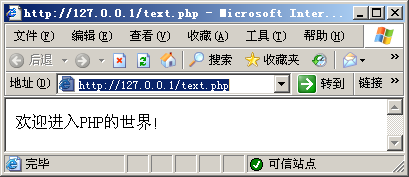 http://127.0.0.1/text.php - Microsoft Inter...
文件(F) 编辑(E) 查看(V) 收藏(A) 工具(T) 帮助(H)
后退 搜索 收藏夹
地址(D) http://127.0.0.1/text.php 转到 链接 »
欢迎进入PHP的世界!
完毕 可信站点